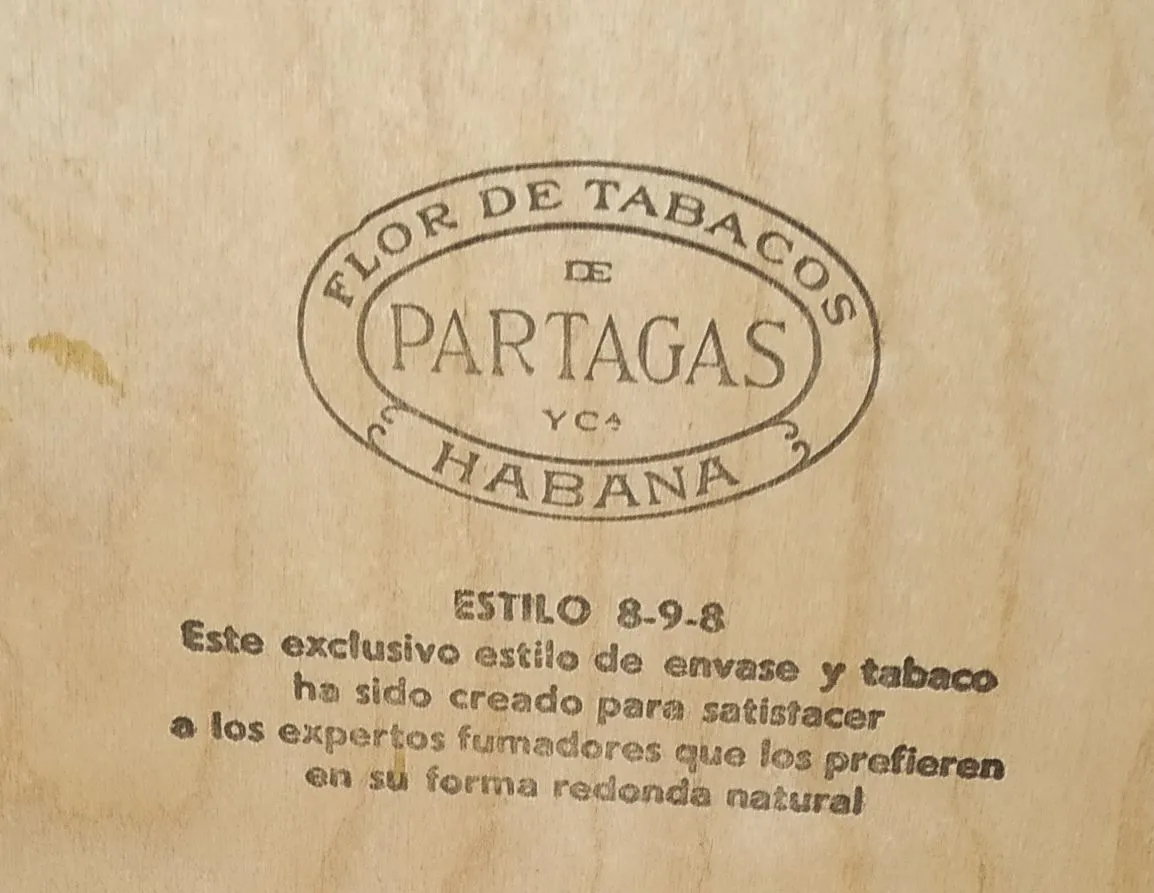 FLOR DE TABACOS
DE
PARTAGAS
Y Cª
HABANA
ESTILO 8-9-8
Este exclusivo estilo de envase y tabaco
ha sido creado para satisfacer
a los expertos fumadores que los prefieren
en su forma redonda natural